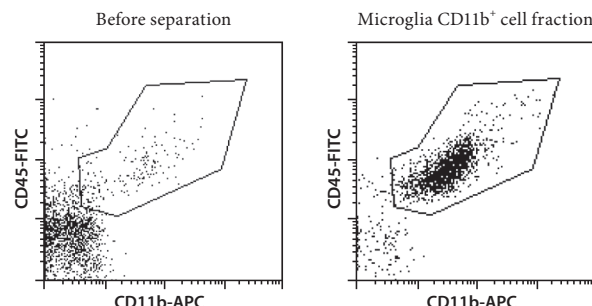 Before separation
Microglia CD11b⁺ cell fraction
CD45-FITC
CD45-FITC
CD11b-APC
CD11b-APC